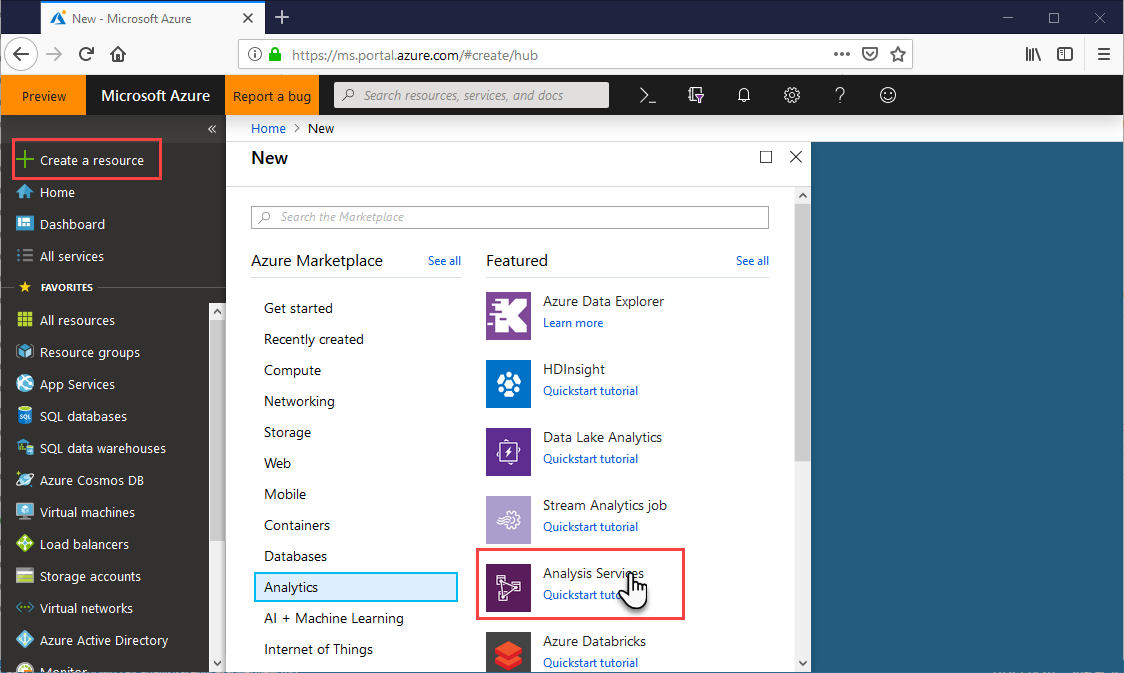 New - Microsoft Azure
https://ms.portal.azure.com/#create/hub
Preview
Microsoft Azure
Report a bug
Search resources, services, and docs
Home > New
Create a resource
Home
Dashboard
All services
FAVORITES
All resources
Resource groups
App Services
SQL databases
SQL data warehouses
Azure Cosmos DB
Virtual machines
Load balancers
Storage accounts
Virtual networks
Azure Active Directory
Monitor
New
Search the Marketplace
Azure Marketplace
See all
Get started
Recently created
Compute
Networking
Storage
Web
Mobile
Containers
Databases
Analytics
AI + Machine Learning
Internet of Things
Featured
See all
Azure Data Explorer
Learn more
HDInsight
Quickstart tutorial
Data Lake Analytics
Quickstart tutorial
Stream Analytics job
Quickstart tutorial
Analysis Services
Quickstart tutorial
Azure Databricks
Quickstart tutorial